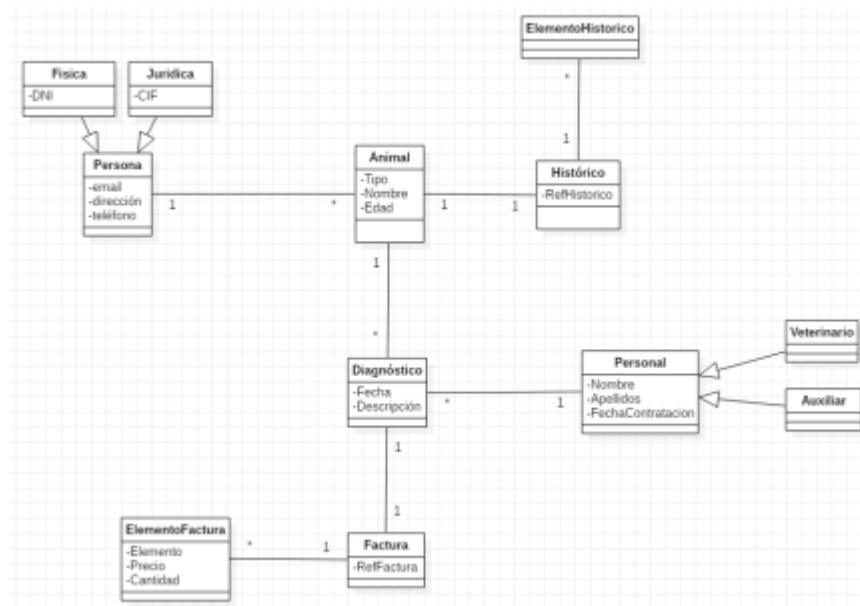 ElementoHistorico
*
1
Fisica
-DNI
Juridica
-CIF
Persona
-email
-dirección
-teléfono
1
*
Animal
-Tipo
-Nombre
-Edad
1
1
Histórico
-RefHistorico
1
*
Diagnóstico
-Fecha
-Descripción
*
1
Personal
-Nombre
-Apellidos
-FechaContratacion
Veterinario
Auxiliar
1
1
ElementoFactura
-Elemento
-Precio
-Cantidad
*
1
Factura
-RefFactura